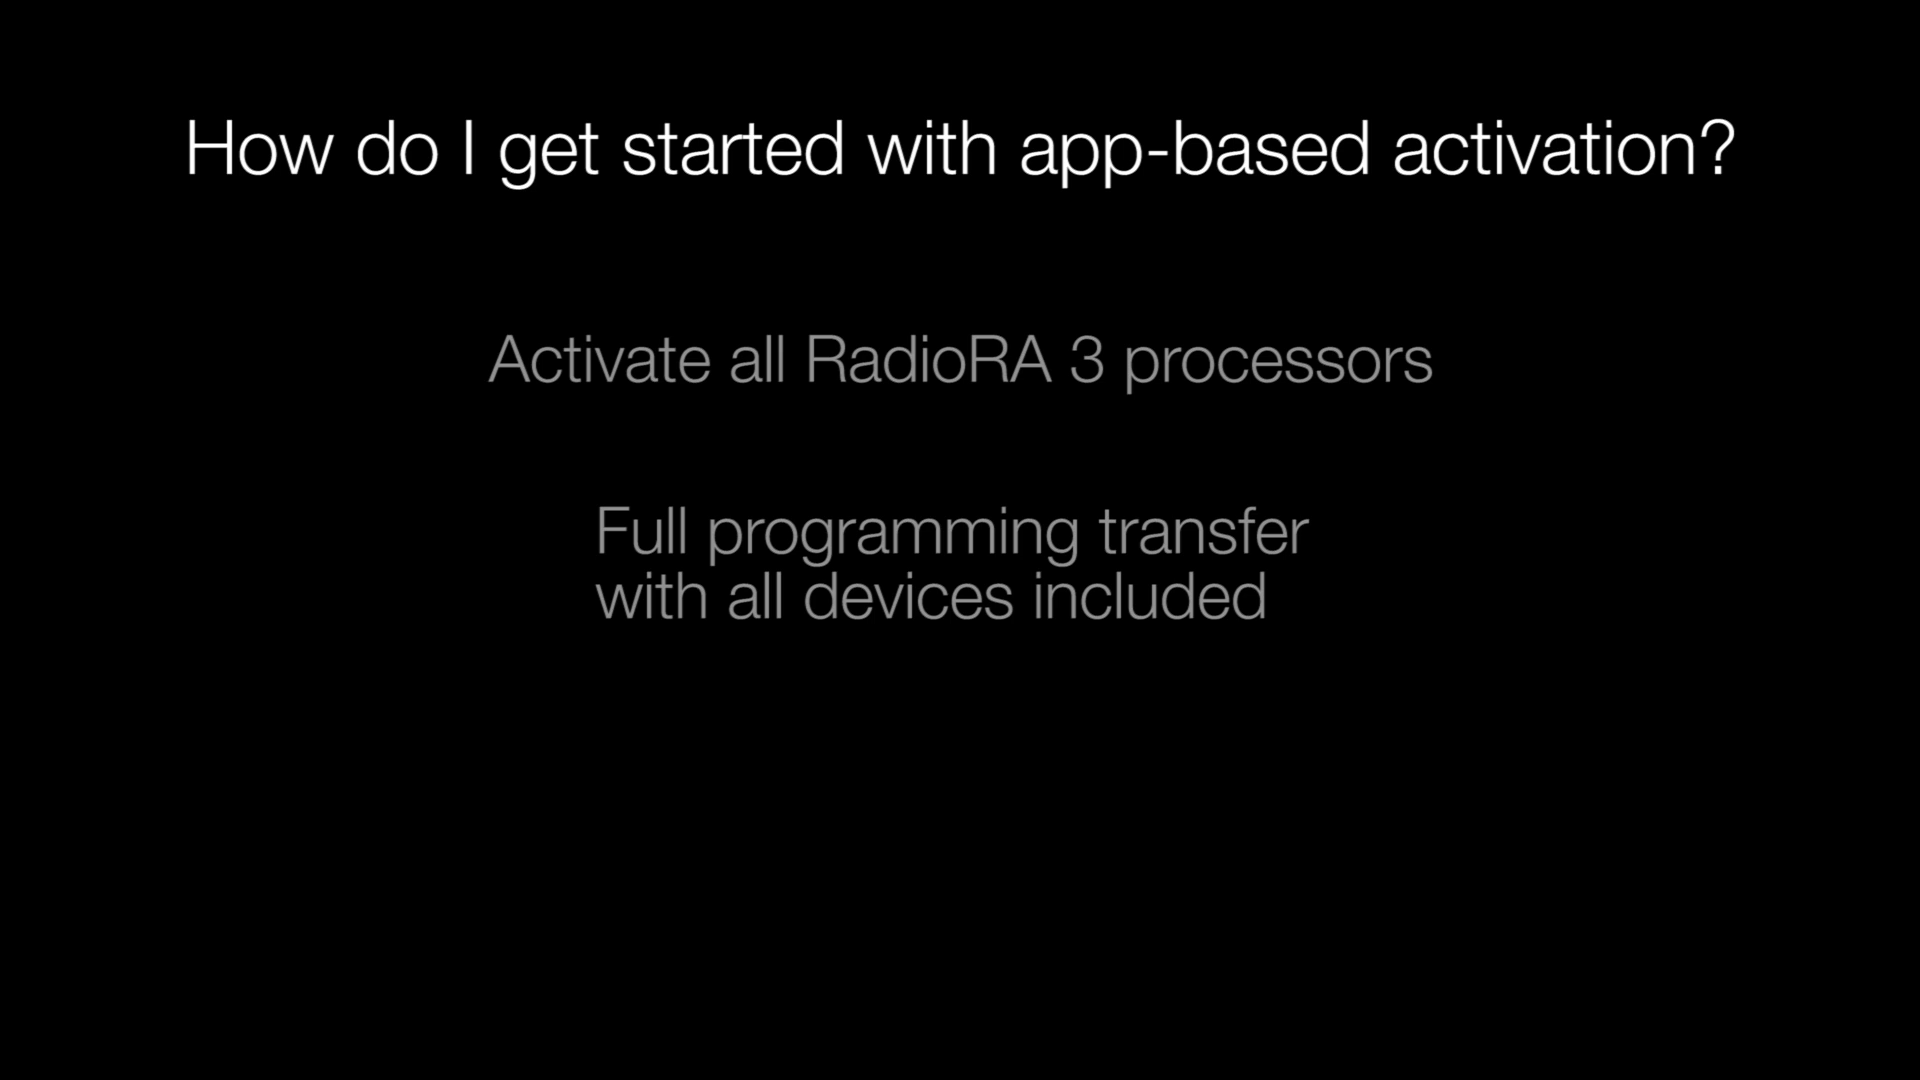 How do I get started with app-based activation?
Activate all RadioRA 3 processors
Full programming transfer
with all devices included